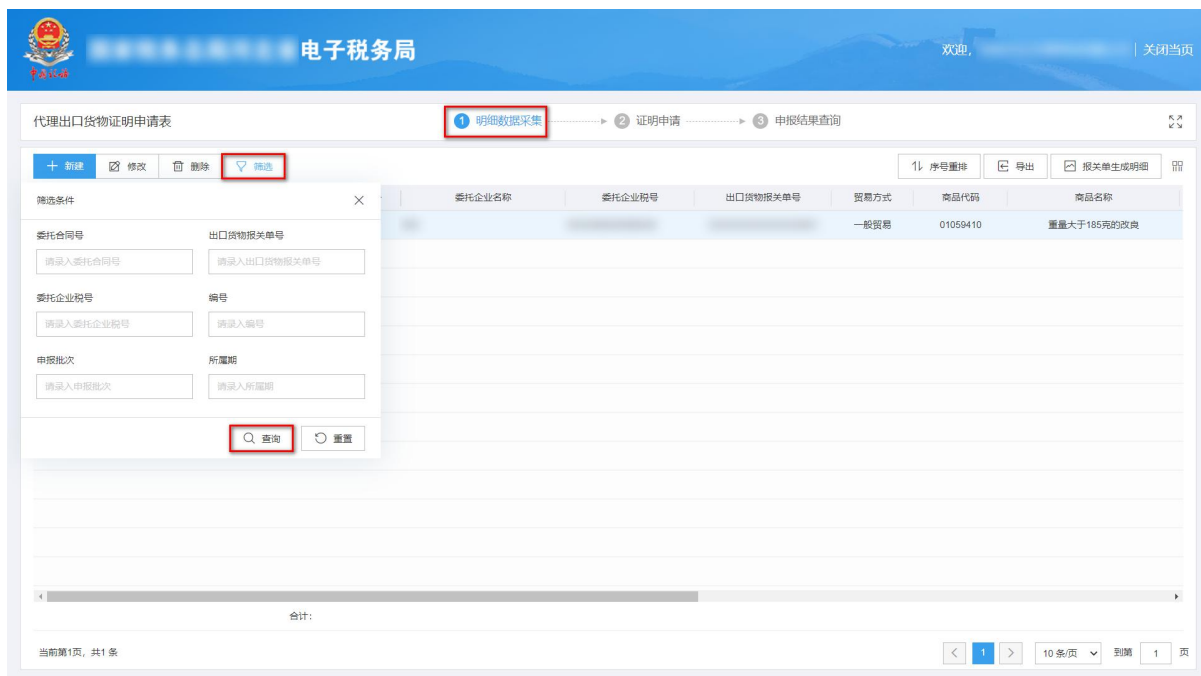 电子税务局
欢迎,
关闭当页
中国税务
代理出口货物证明申请表
1 明细数据采集
2 证明申请
3 申报结果查询
新建 修改 删除 筛选
序号重排 导出 报关单生成明细
筛选条件
委托企业名称 委托企业税号 出口货物报关单号 贸易方式 商品代码 商品名称
一般贸易 01059410 重量大于185克的改良
委托合同号 出口货物报关单号
请录入委托合同号 请录入出口货物报关单号
委托企业税号 编号
请录入委托企业税号 请录入编号
申报批次 所属期
请录入申报批次 请录入所属期
查询 重置
合计:
当前第1页, 共1条
1 10 条/页 到第 1 页